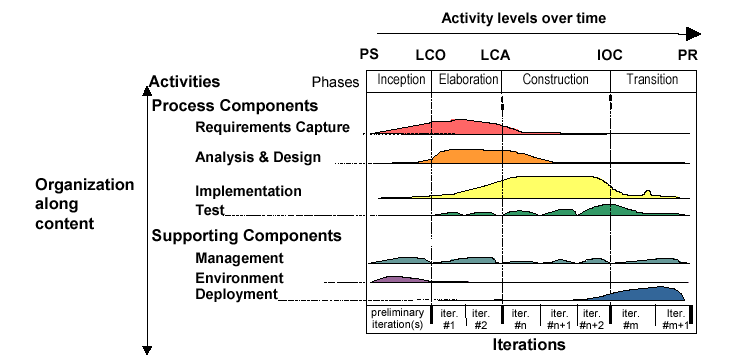 Activity levels over time
PS LCO LCA IOC PR
Activities Phases Inception Elaboration Construction Transition
Process Components
Requirements Capture
Analysis & Design
Organization
along
content
Implementation
Test
Supporting Components
Management
Environment
Deployment
preliminary
iteration(s)
iter.
#1
iter.
#2
iter.
#n
iter.
#n+1
iter.
#n+2
iter.
#m
Iter.
#m+1
Iterations